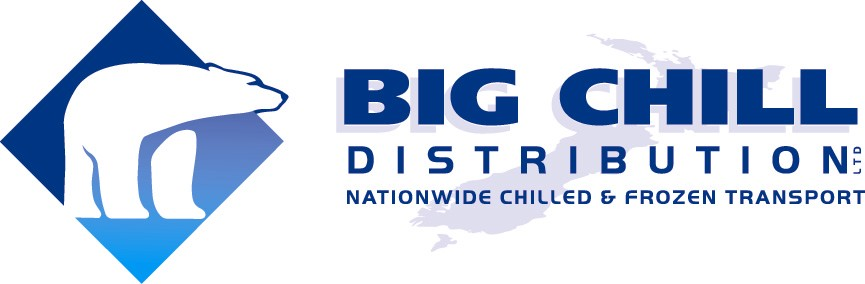 BIG CHILL
DISTRIBUTION LTD
NATIONWIDE CHILLED & FROZEN TRANSPORT